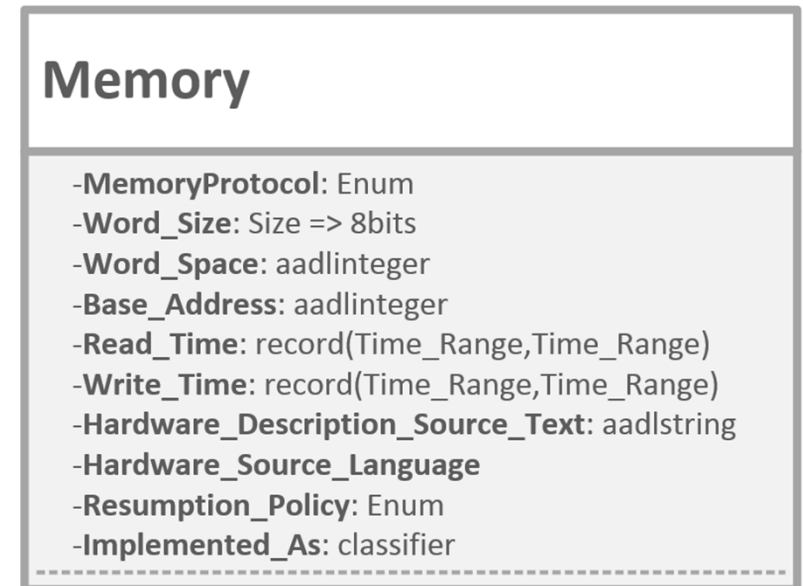 Memory
-MemoryProtocol: Enum
-Word_Size: Size => 8bits
-Word_Space: aadlinteger
-Base_Address: aadlinteger
-Read_Time: record(Time_Range,Time_Range)
-Write_Time: record(Time_Range,Time_Range)
-Hardware_Description_Source_Text: aadlstring
-Hardware_Source_Language
-Resumption_Policy: Enum
-Implemented_As: classifier